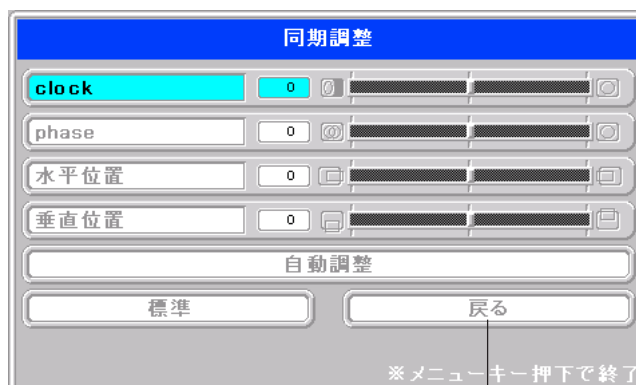 同期調整
clock 0
phase 0
水平位置 0
垂直位置 0
自動調整
標準 戻る
※メニューキー押下で終了